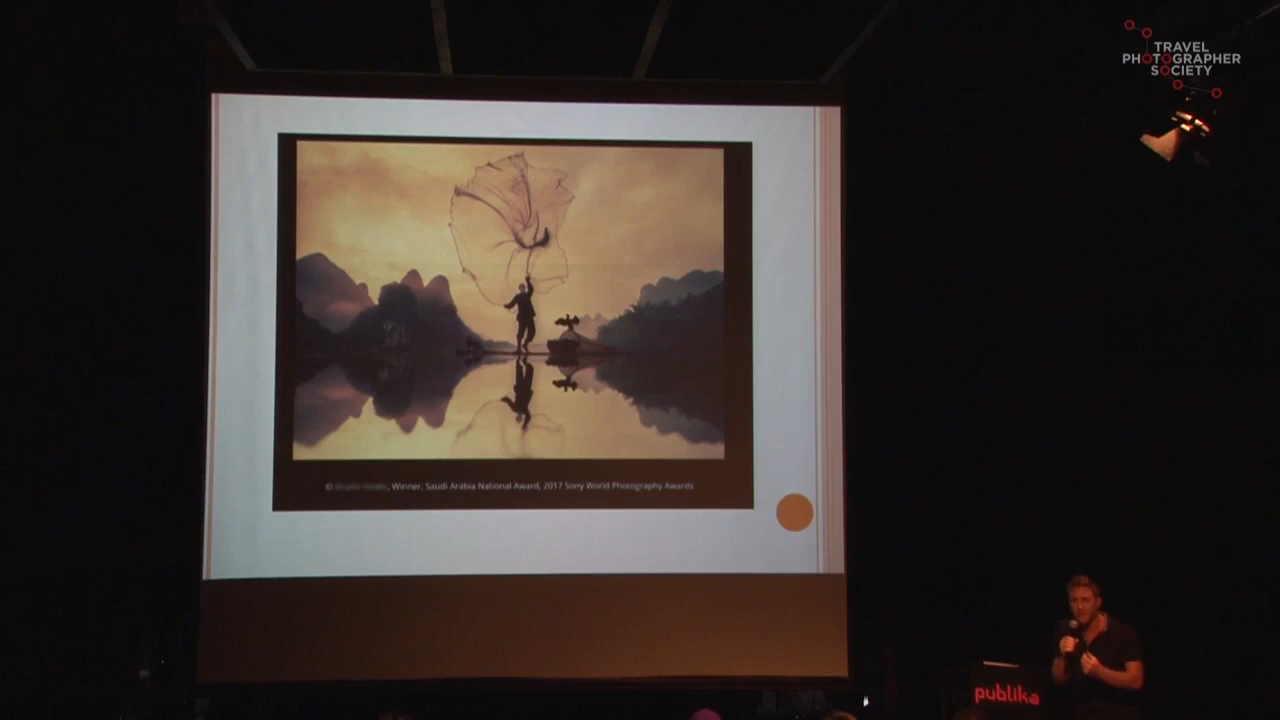 TRAVEL
PHOTOGRAPHER
SOCIETY
©, Winner, Saudi Arabia National Award, 2017 Sony World Photography Awards
publika